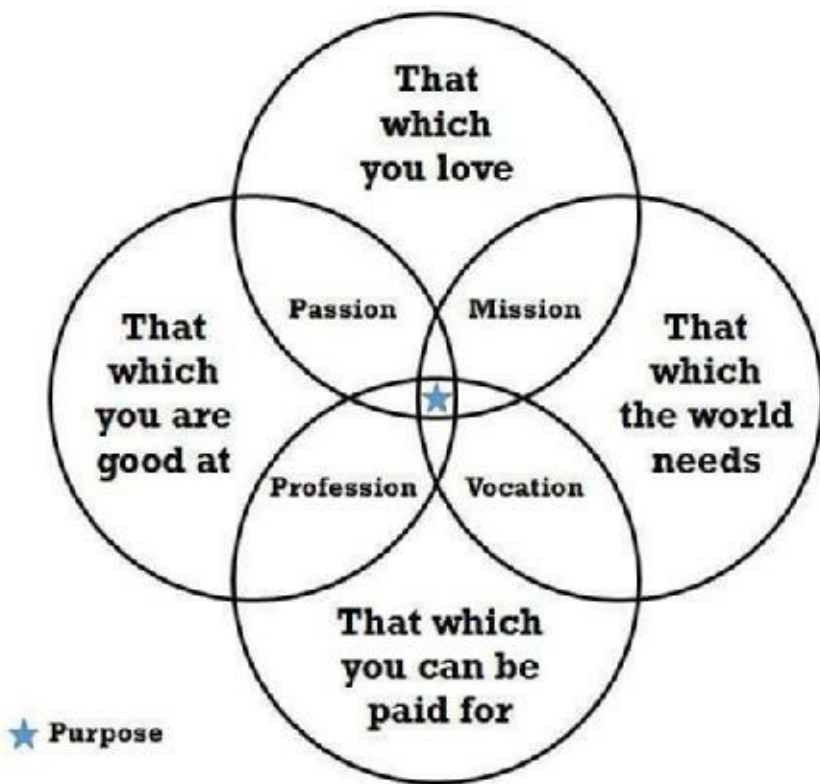 That
which
you love
Passion
Mission
That
which
you are
good at
That
which
the world
needs
Profession
Vocation
That which
you can be
paid for
Purpose